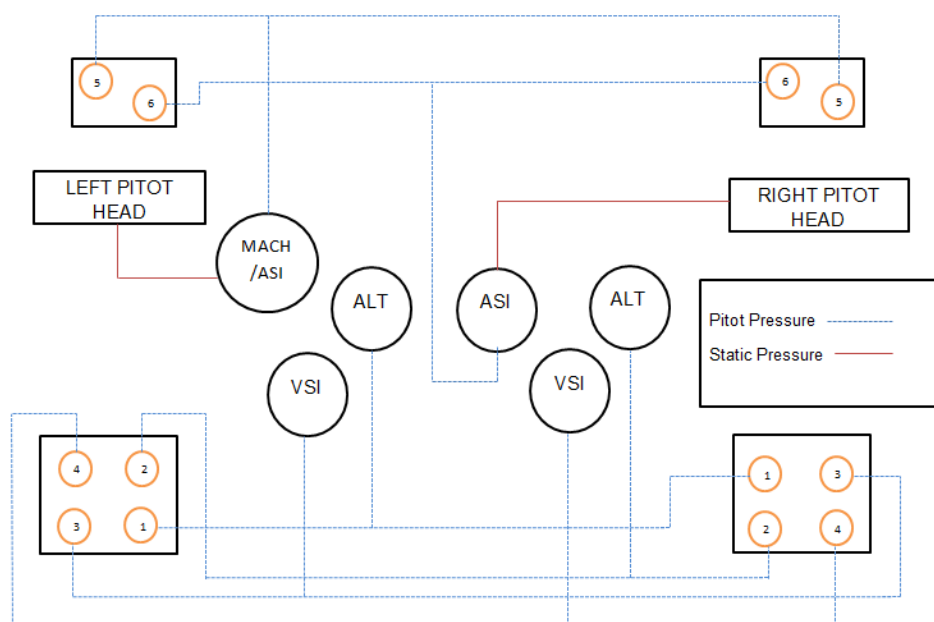 5
6
6
5
LEFT PITOT
HEAD
RIGHT PITOT
HEAD
MACH
/ASI
ALT
ASI
ALT
Pitot Pressure
Static Pressure
VSI
VSI
4
2
3
1
1
3
2
4